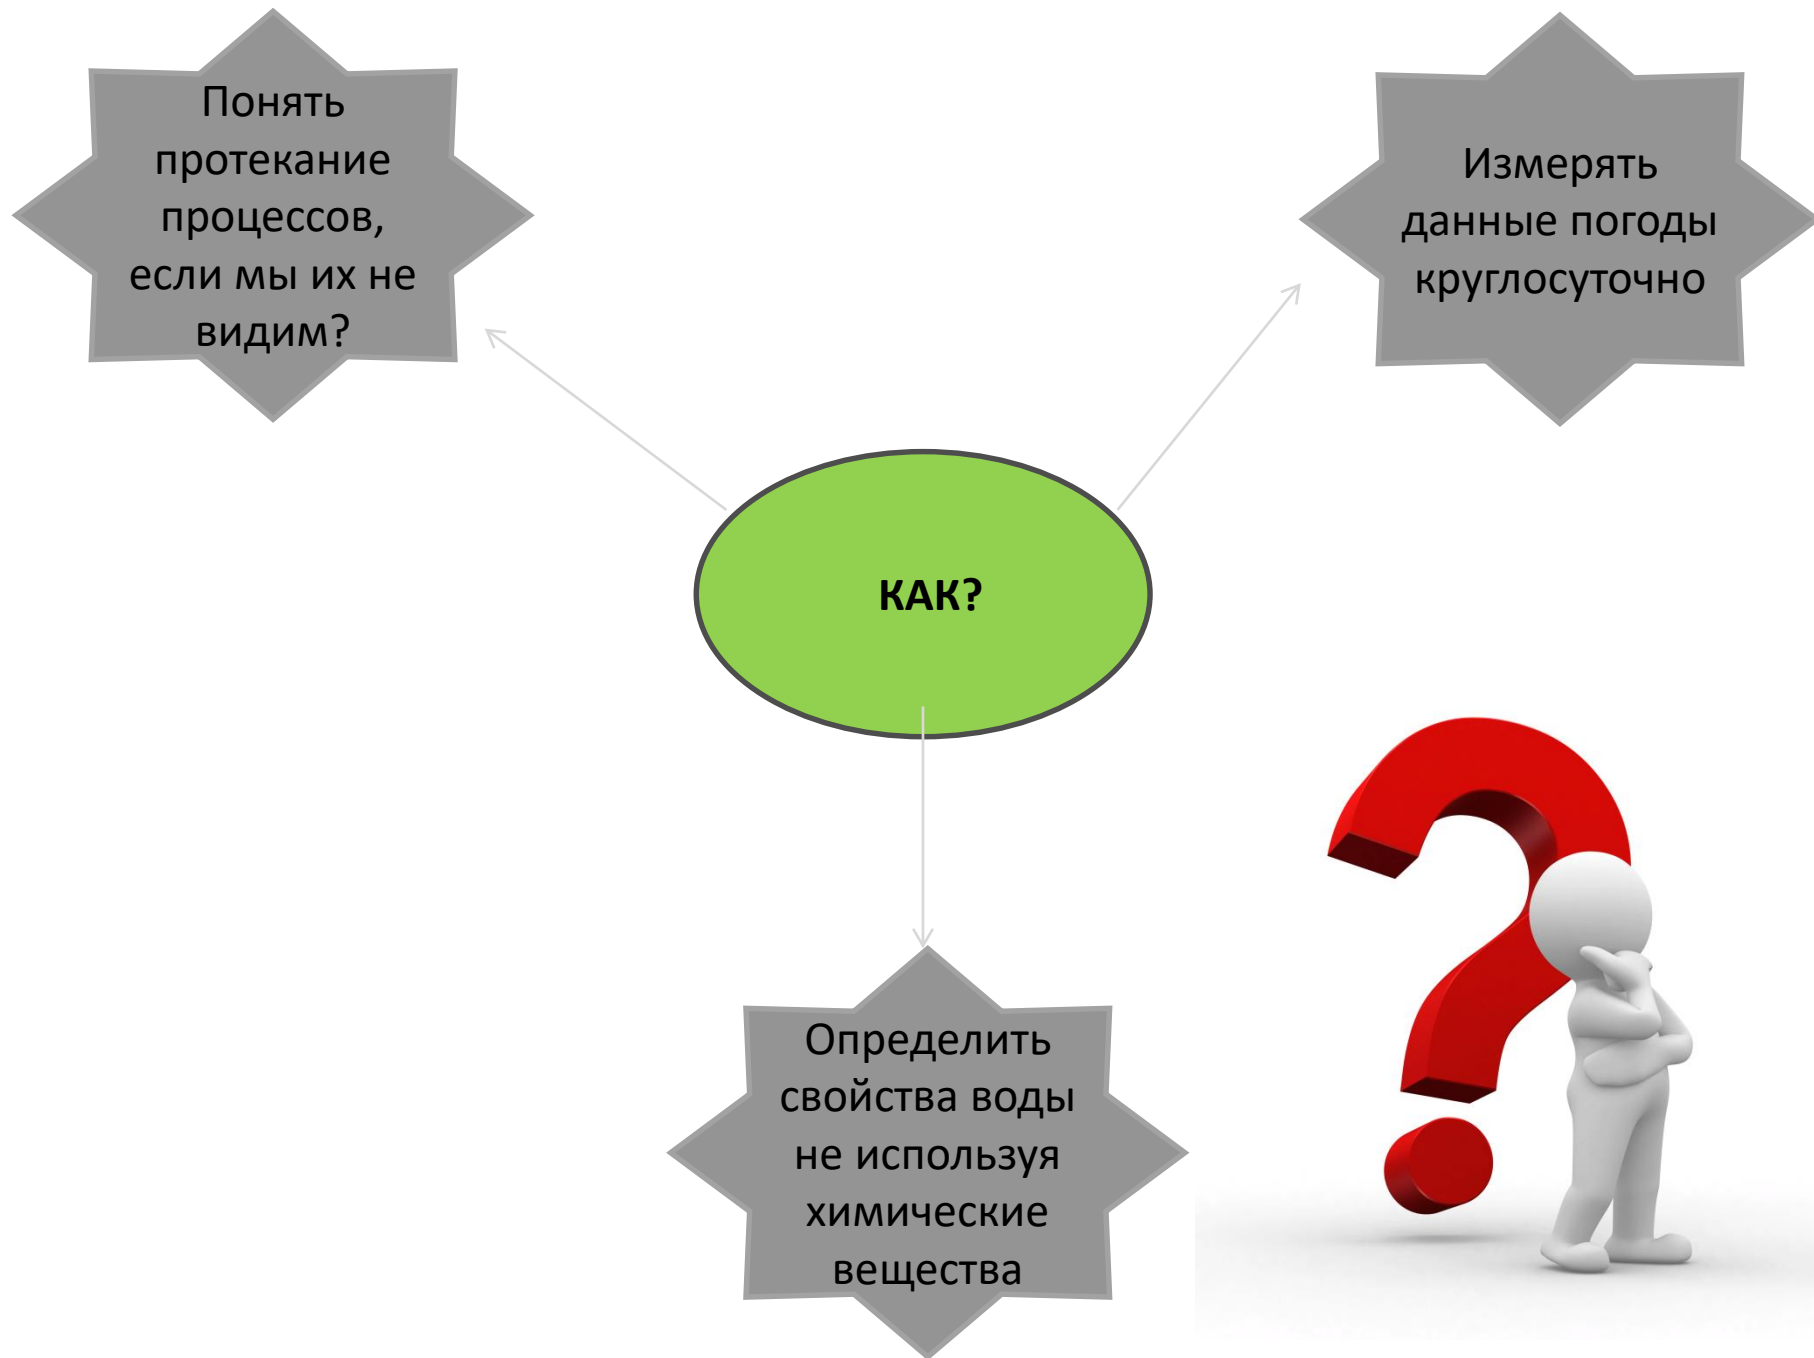 Понять
протекание
процессов,
если мы их не
видим?
Измерять
данные погоды
круглосуточно
КАК?
Определить
свойства воды
не используя
химические
вещества